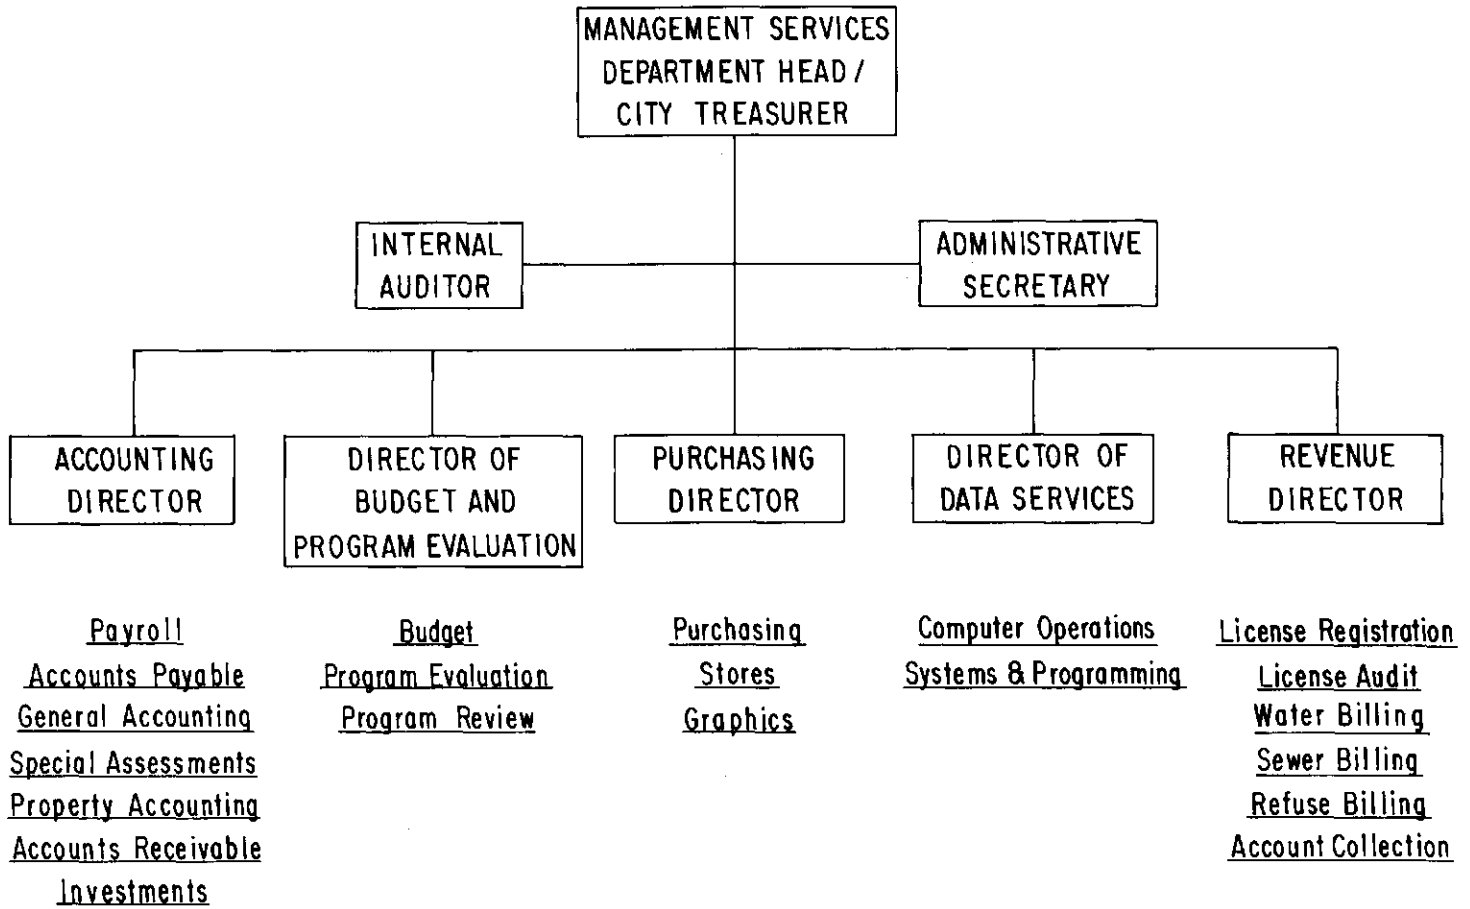 MANAGEMENT SERVICES
DEPARTMENT HEAD /
CITY TREASURER
INTERNAL
AUDITOR
ADMINISTRATIVE
SECRETARY
ACCOUNTING
DIRECTOR
DIRECTOR OF
BUDGET AND
PROGRAM EVALUATION
PURCHASING
DIRECTOR
DIRECTOR OF
DATA SERVICES
REVENUE
DIRECTOR
Payroll
Accounts Payable
General Accounting
Special Assessments
Property Accounting
Accounts Receivable
Investments
Budget
Program Evaluation
Program Review
Purchasing
Stores
Graphics
Computer Operations
Systems & Programming
License Registration
License Audit
Water Billing
Sewer Billing
Refuse Billing
Account Collection